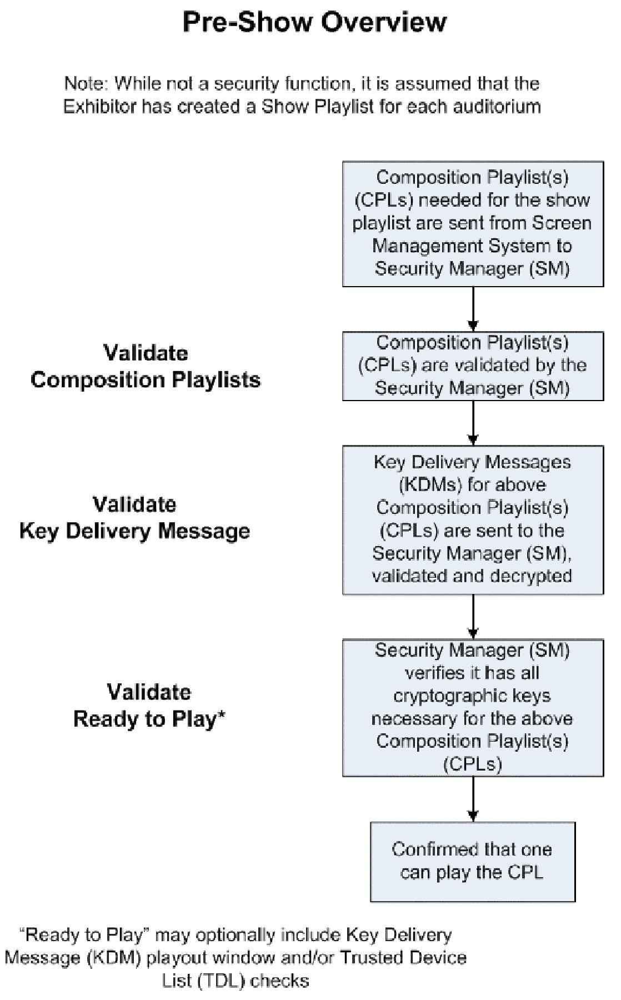 Pre-Show Overview
Note: While not a security function, it is assumed that the
Exhibitor has created a Show Playlist for each auditorium
Composition Playlist(s)
(CPLs) needed for the show
playlist are sent from Screen
Management System to
Security Manager (SM)
Validate
Composition Playlists
Composition Playlist(s)
(CPLs) are validated by the
Security Manager (SM)
Validate
Key Delivery Message
Key Delivery Messages
(KDMs) for above
Composition Playlist(s)
(CPLs) are sent to the
Security Manager (SM),
validated and decrypted
Validate
Ready to Play*
Security Manager (SM)
verifies it has all
cryptographic keys
necessary for the above
Composition Playlist(s)
(CPLs)
Confirmed that one
can play the CPL
“Ready to Play” may optionally include Key Delivery
Message (KDM) playout window and/or Trusted Device
List (TDL) checks